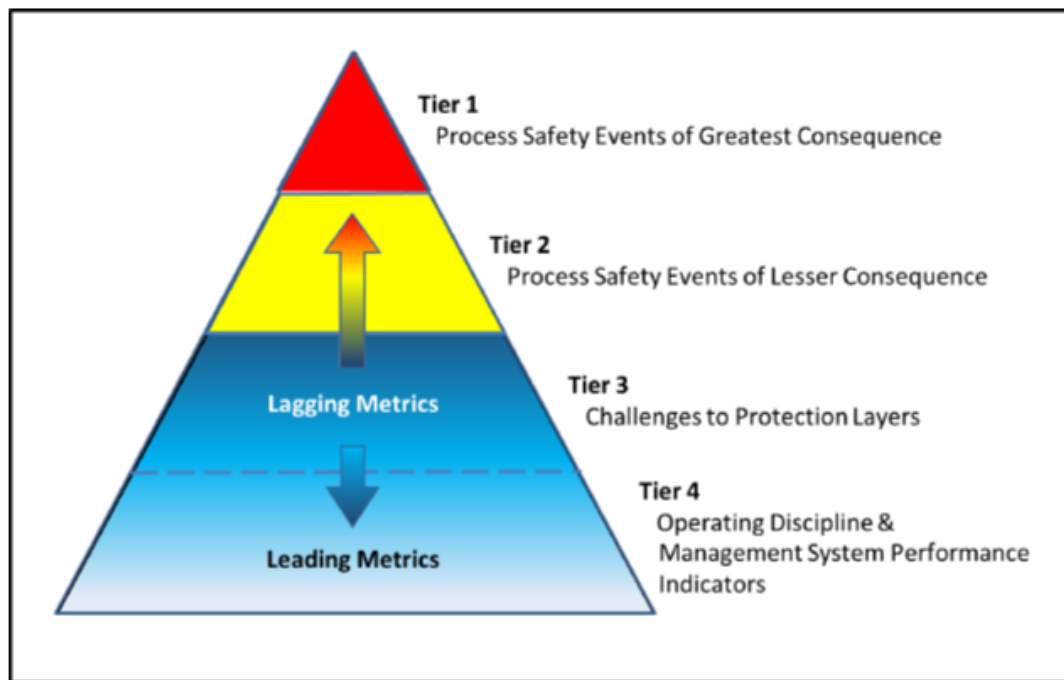 Tier 1
Process Safety Events of Greatest Consequence
Tier 2
Process Safety Events of Lesser Consequence
Lagging Metrics
Tier 3
Challenges to Protection Layers
Leading Metrics
Tier 4
Operating Discipline &
Management System Performance
Indicators